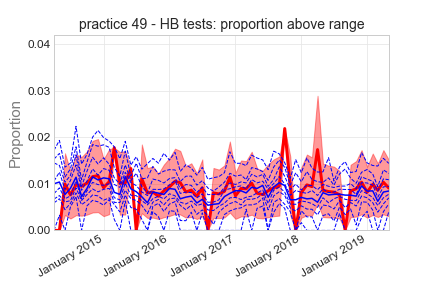 practice 49 - HB tests: proportion above range
0.04
0.03
0.02
0.01
0.00
Proportion
January 2015
January 2016
January 2017
January 2018
January 2019